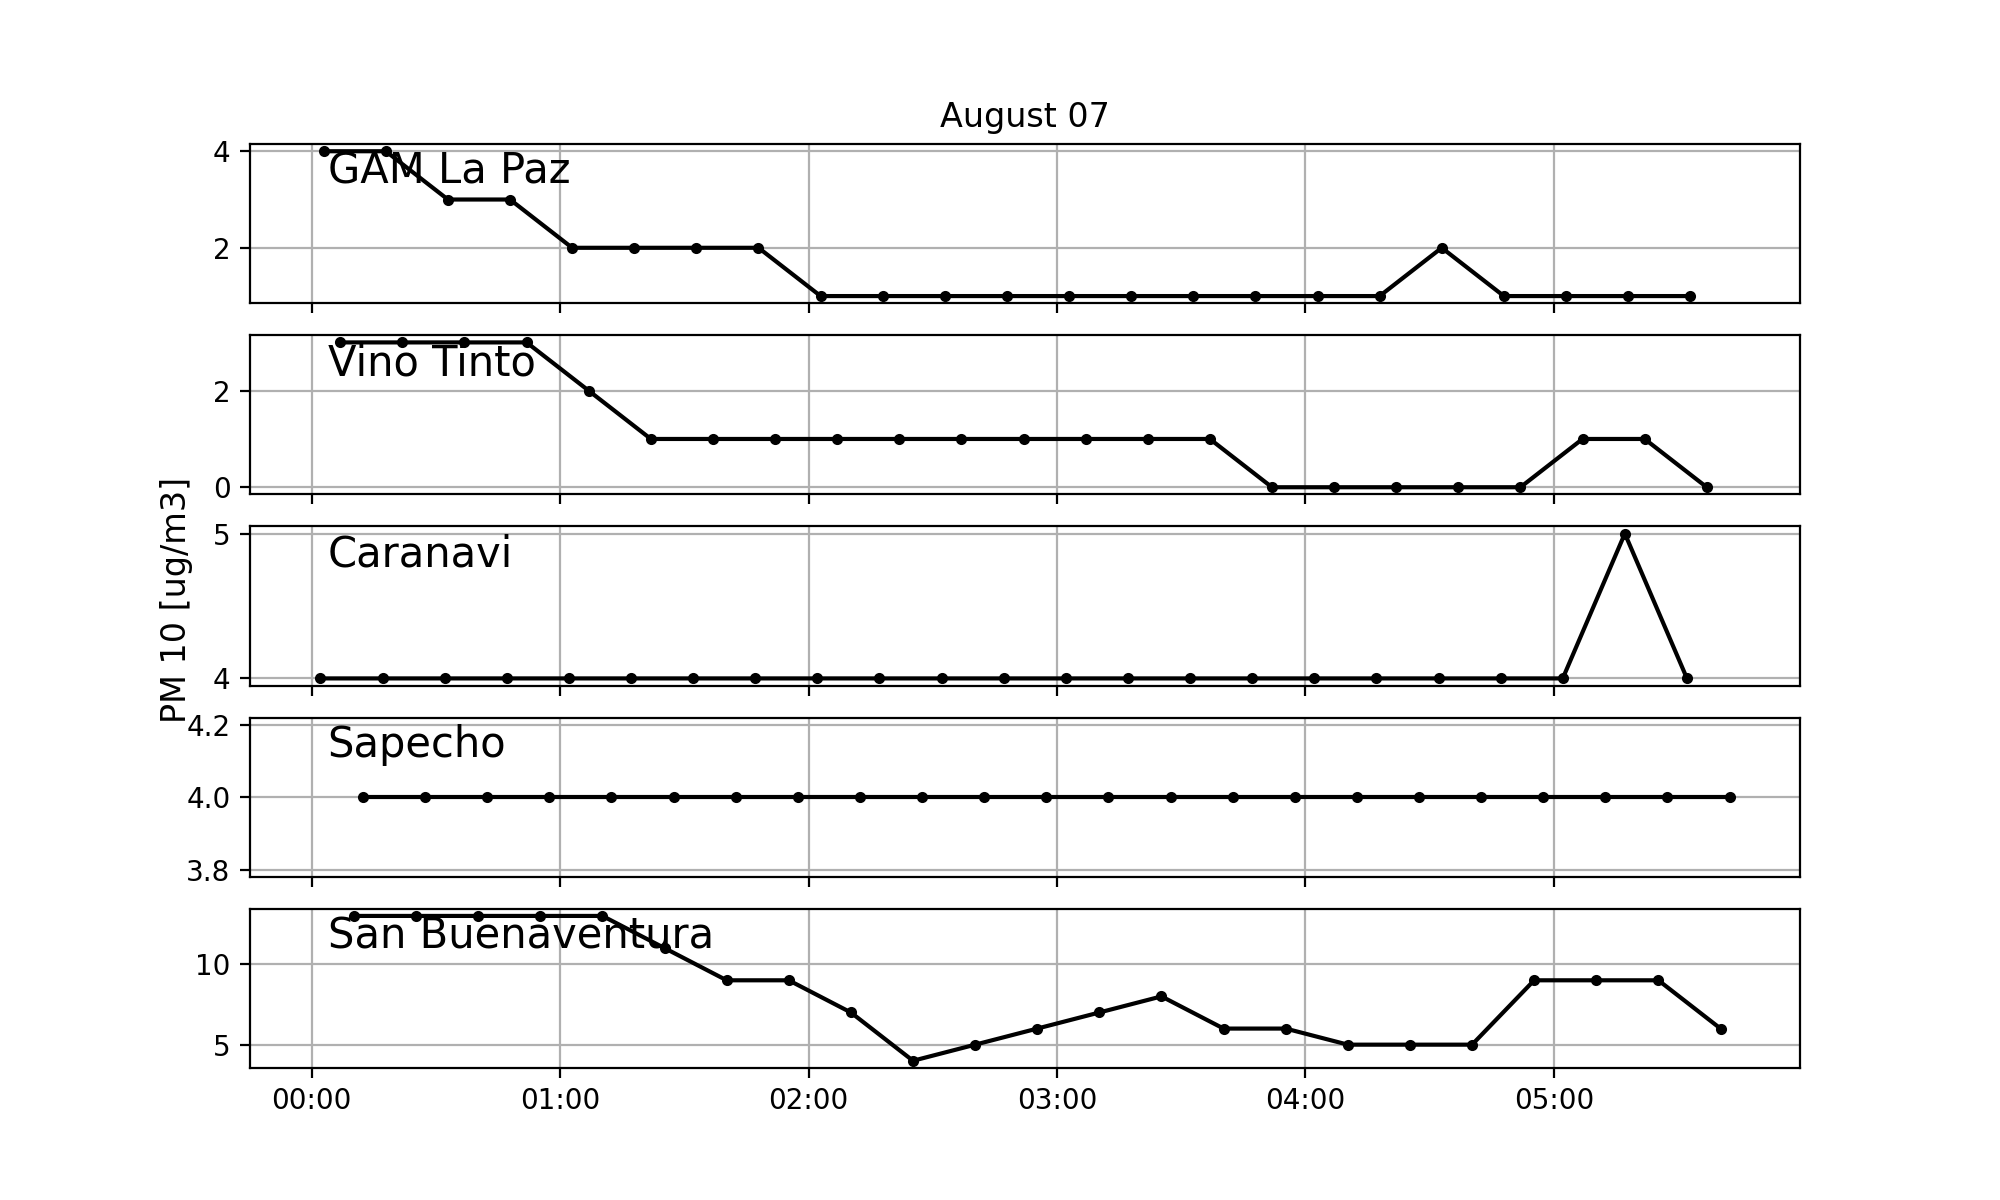 August 07
PM 10 [ug/m3]
4
2
GAM La Paz
2
0
Vino Tinto
5
4
Caranavi
4.2
4.0
3.8
Sapecho
10
5
San Buenaventura
00:00 01:00 02:00 03:00 04:00 05:00